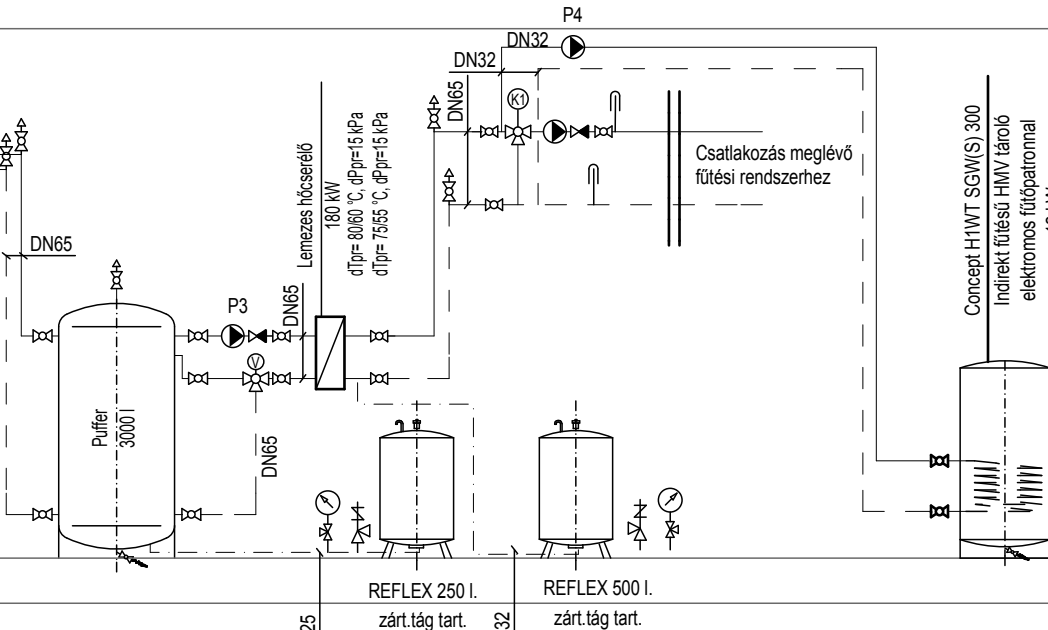 P4
DN32
DN32
DN65
K1
Csatlakozás meglévő
fűtési rendszerhez
Lemezes hőcserélő
180 kW
dTpr= 80/60 °C, dPpr=15 kPa
dTpr= 75/55 °C, dPpr=15 kPa
Concept H1WT SGW(S) 300
Indirekt fűtésű HMV tároló
elektromos fűtőpatronnal
DN65
P3
DN65
V
Puffer
3000 l
DN65
REFLEX 250 l.
zárt.tág tart.
REFLEX 500 l.
zárt.tág tart.
25
32